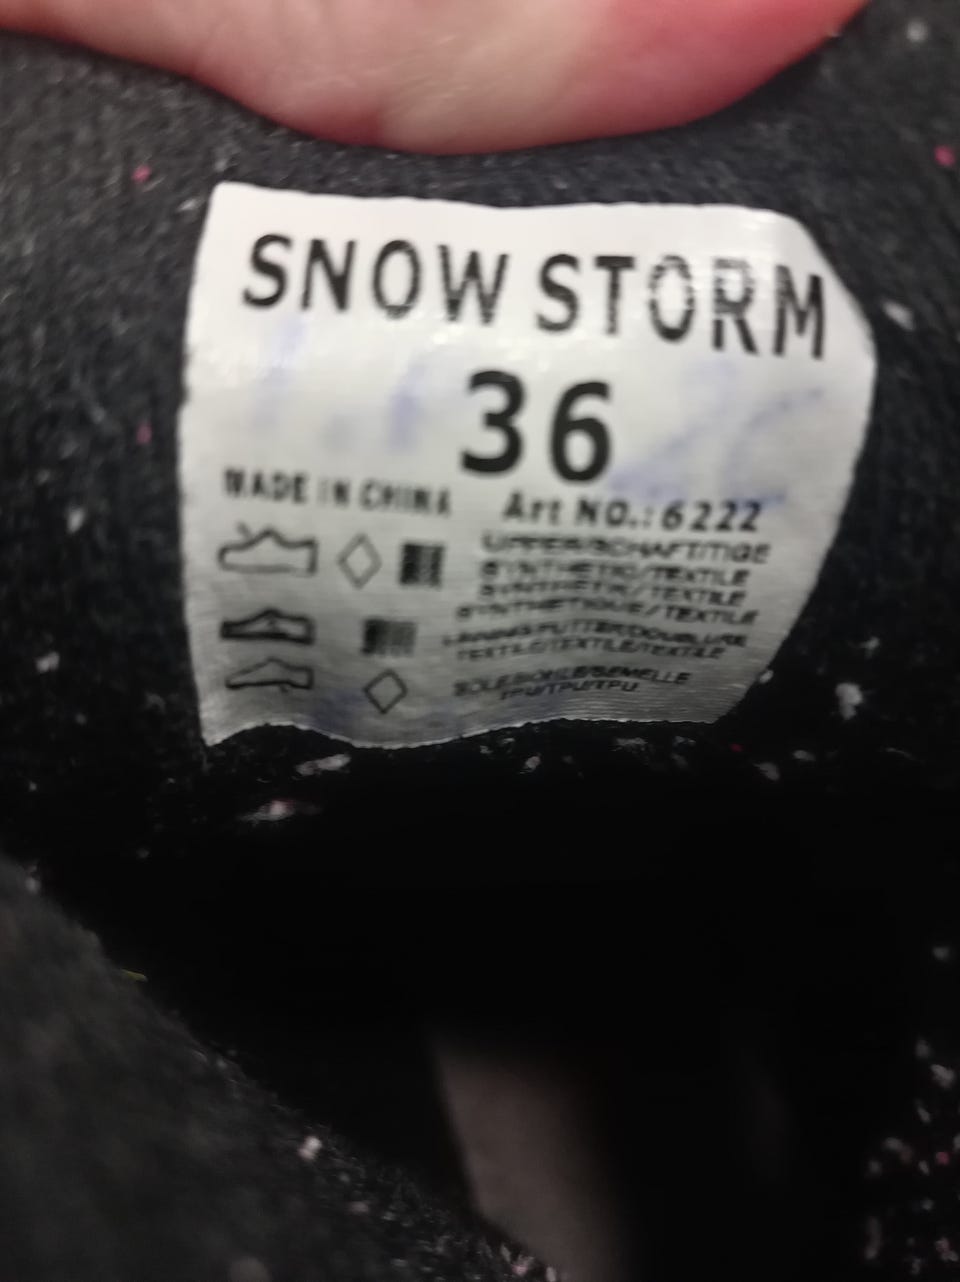 SNOW STORM
36
MADE IN CHINA
Art NO.:6222
UPPER/SCHAFT/TIGE
SYNTHETIC/TEXTILE
SYNTHETIC/TEXTILE
SYNTHETIQUE/TEXTILE
LINING/FUTTER/DOUBLURE
TEXTILE/TEXTILE/TEXTILE
SOLE/SOHLE/SEMELLE
TPU/TPU/TPU